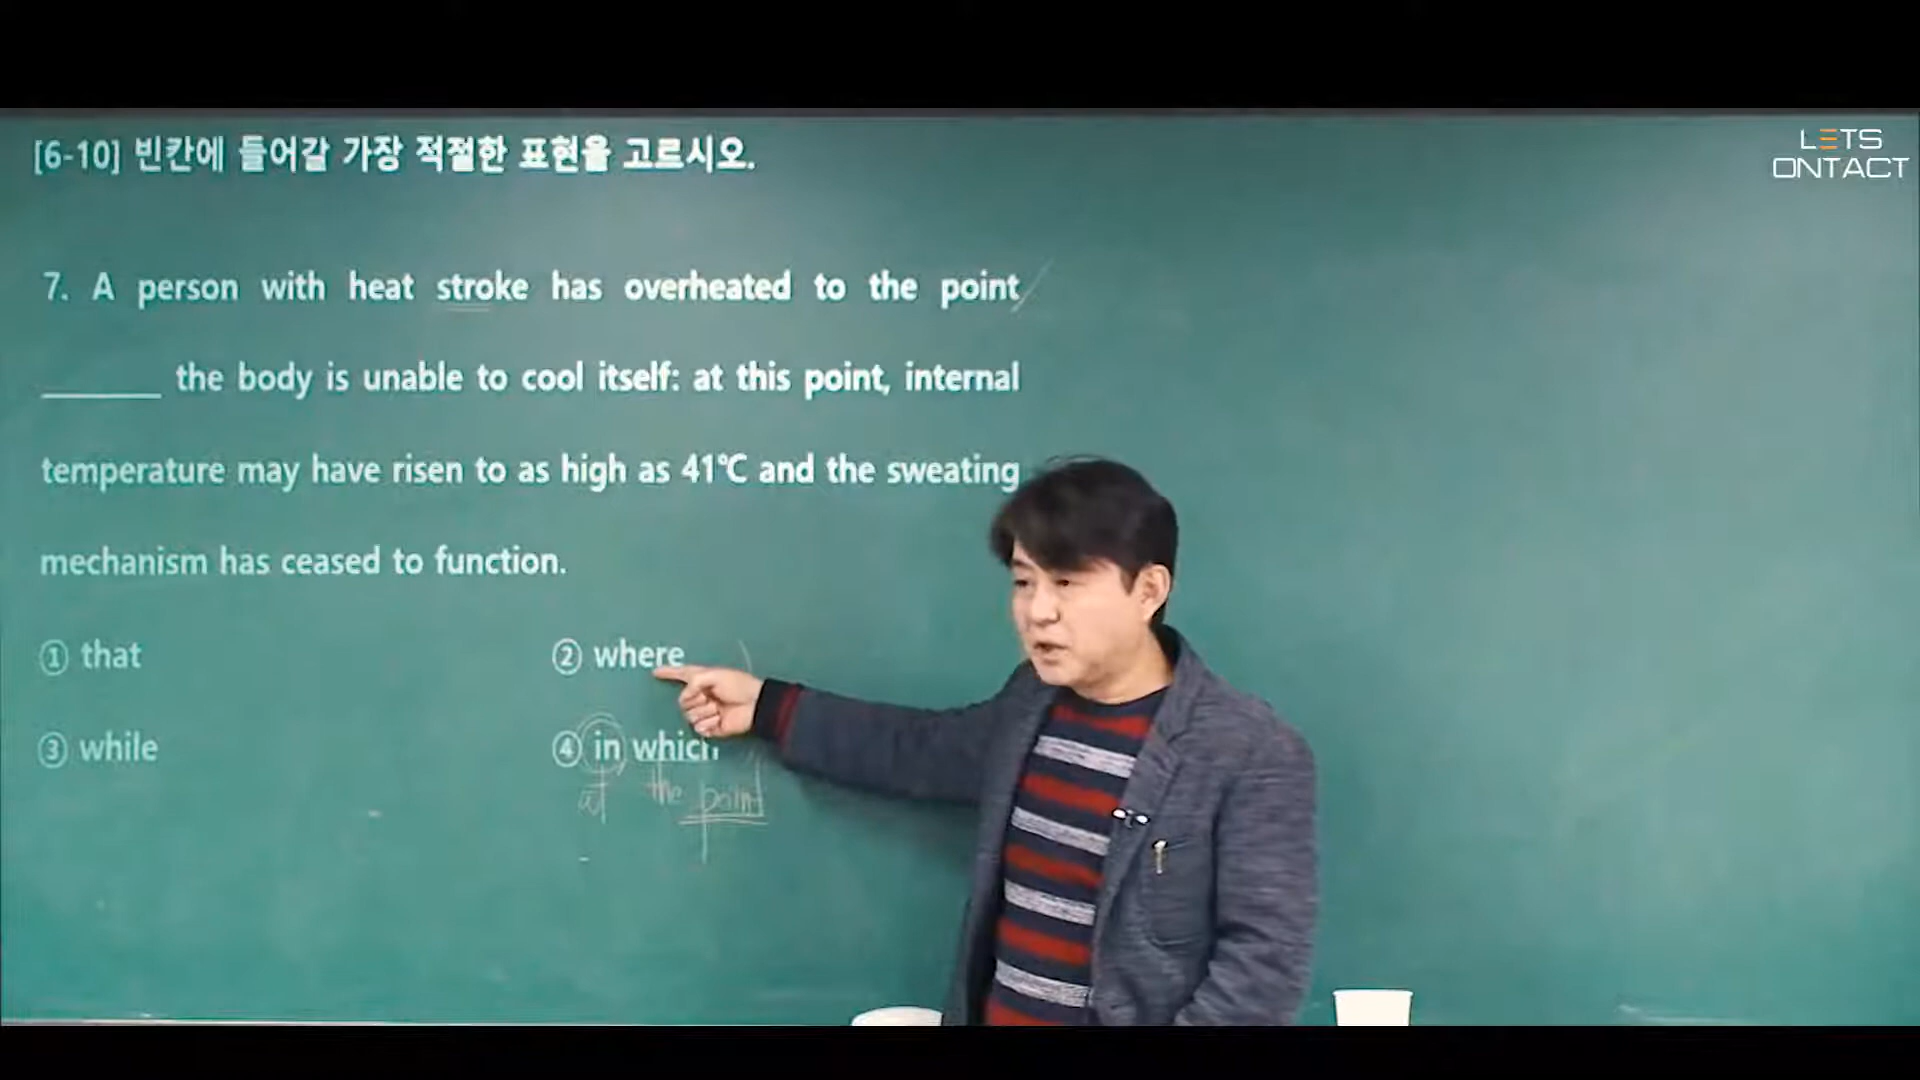 [6-10] 빈칸에 들어갈 가장 적절한 표현을 고르시오.
LETS
ONTACT
7. A person with heat stroke has overheated to the point
______ the body is unable to cool itself: at this point, internal
temperature may have risen to as high as 41℃ and the sweating
mechanism has ceased to function.
① that
② where
③ while
④ in which
at the point